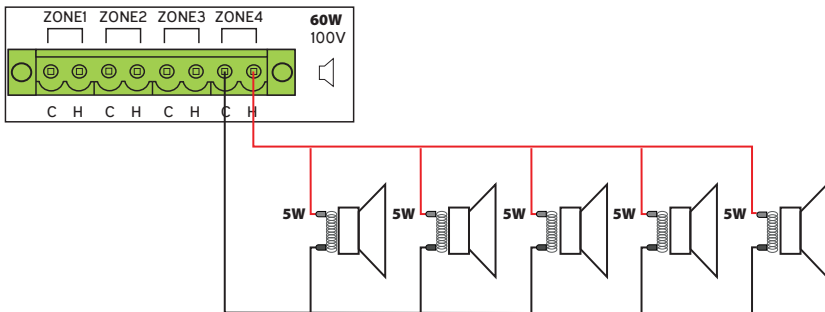 ZONE1 ZONE2 ZONE3 ZONE4 60W
100V
C H C H C H C H
5W 5W 5W 5W 5W